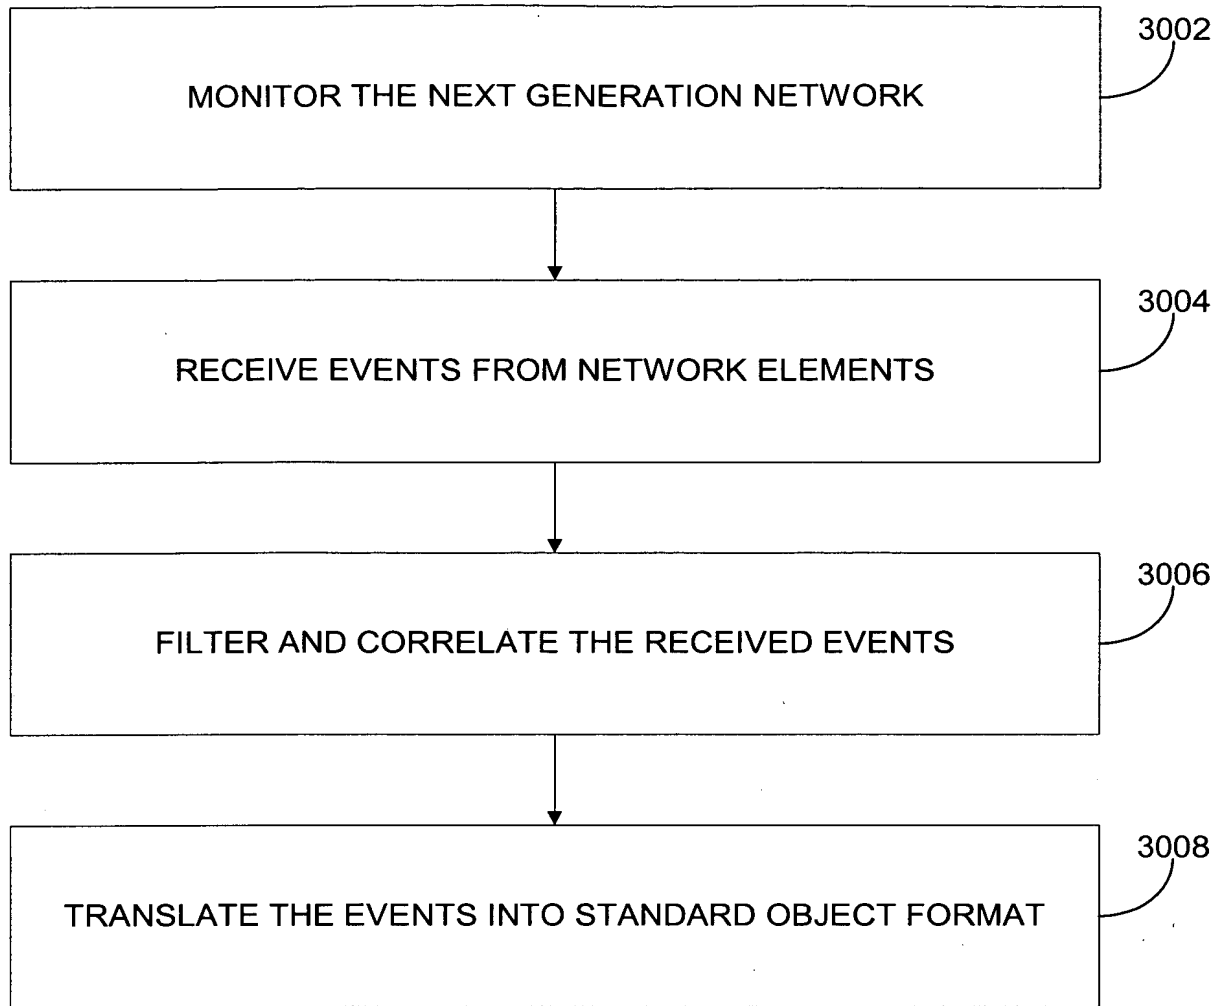 3002
MONITOR THE NEXT GENERATION NETWORK
3004
RECEIVE EVENTS FROM NETWORK ELEMENTS
3006
FILTER AND CORRELATE THE RECEIVED EVENTS
3008
TRANSLATE THE EVENTS INTO STANDARD OBJECT FORMAT